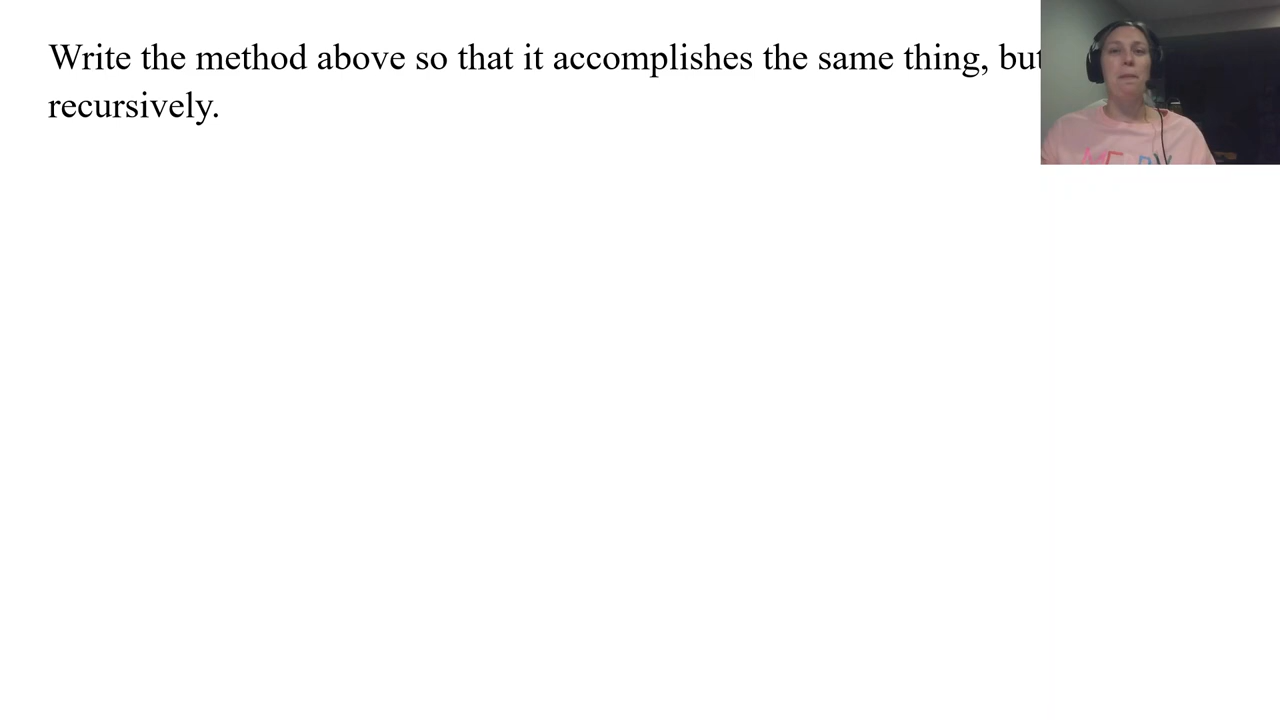 Write the method above so that it accomplishes the same thing, but
recursively.